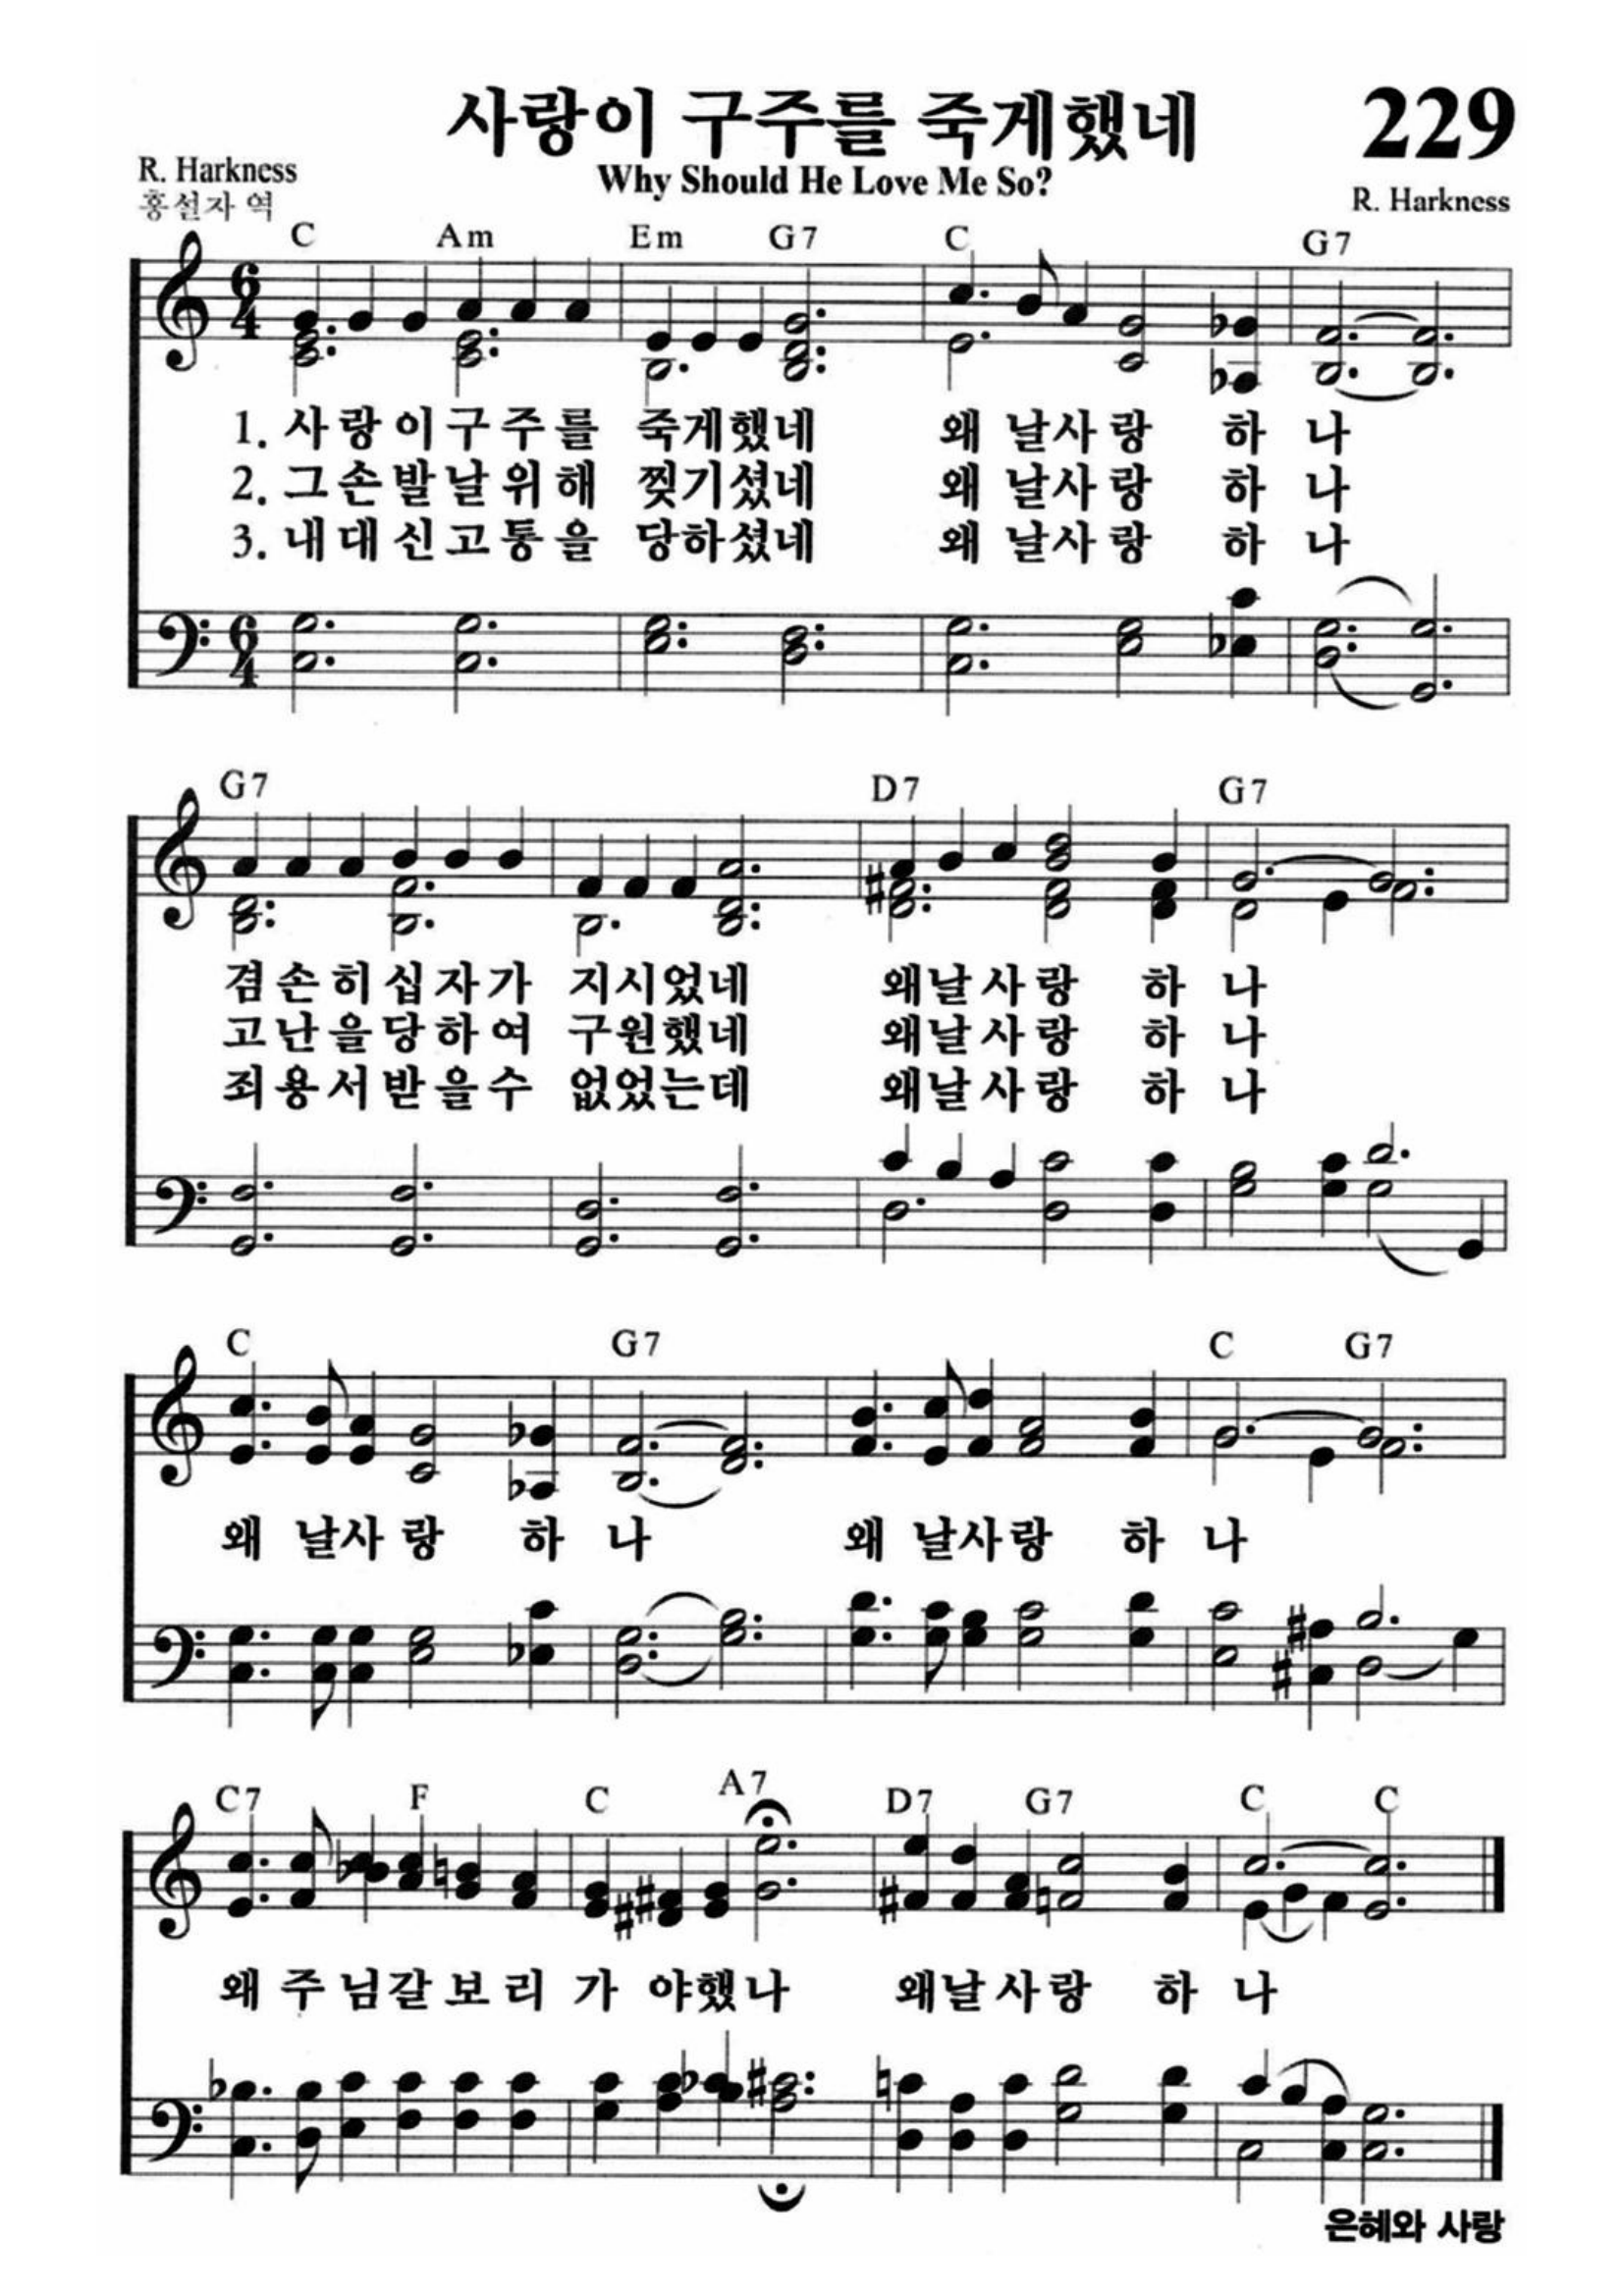 사랑이 구주를 죽게했네 229
R. Harkness Why Should He Love Me So?
홍설자 역 R. Harkness
C Am Em G7 C G7
1. 사랑이구주를 죽게했네 왜 날사랑 하 나
2. 그손발날위해 찢기셨네 왜 날사랑 하 나
3. 내대신고통을 당하셨네 왜 날사랑 하 나
G7 D7 G7
겸손히십자가 지시었네 왜날사랑 하 나
고난을당하여 구원했네 왜날사랑 하 나
죄용서받을수 없었는데 왜날사랑 하 나
C G7 C G7
왜 날사랑 하 나 왜 날사랑 하 나
C7 F C A7 D7 G7 C C
왜 주님갈보리 가 야했나 왜날사랑 하 나
은혜와 사랑